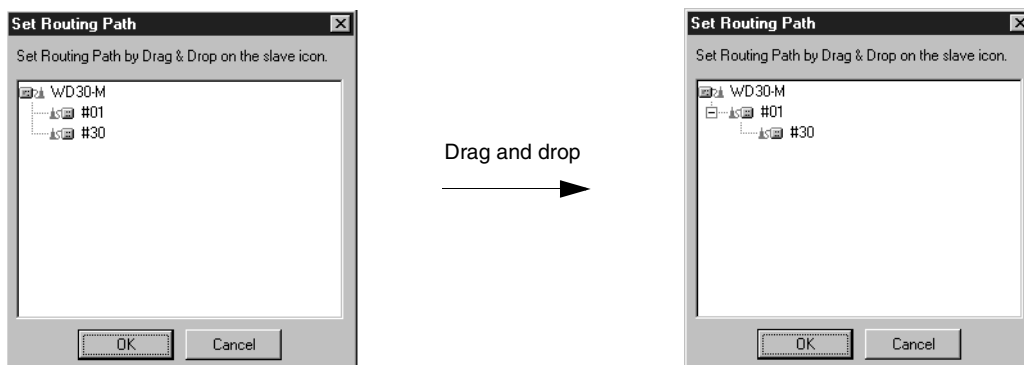 Set Routing Path
Set Routing Path by Drag & Drop on the slave icon.
WD30-M
#01
#30
OK
Cancel
Drag and drop
Set Routing Path
Set Routing Path by Drag & Drop on the slave icon.
WD30-M
#01
#30
OK
Cancel